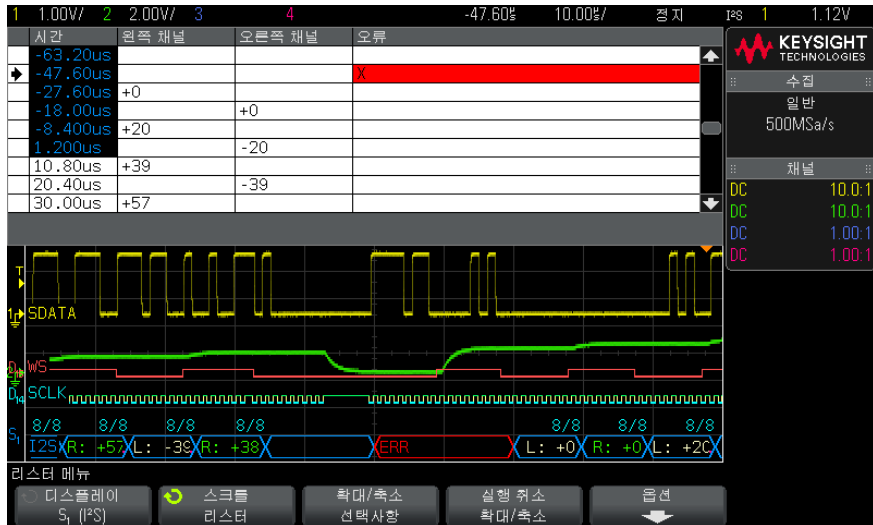 1 1.00V/ 2 2.00V/ 3 4 -47.60us 10.00us/ 정지 I²S 1 1.12V
시간 왼쪽 채널 오른쪽 채널 오류
-63.20us
-47.60us X
-27.60us +0
-18.00us +0
-8.400us +20
1.200us -20
10.80us +39
20.40us -39
30.00us +57
KEYSIGHT
TECHNOLOGIES
수집
일반
500MSa/s
채널
DC 10.0:1
DC 10.0:1
DC 1.00:1
DC 1.00:1
T
1 SDATA
WS
D14 SCLK
8/8 8/8 8/8 8/8 8/8 8/8 8/8
S1 I2S R: +57 L: -39 R: +38 ERR L: +0 R: +0 L: +20
리스터 메뉴
디스플레이 스크롤 확대/축소 실행 취소 옵션
S1 (I²S) 리스터 선택사항 확대/축소